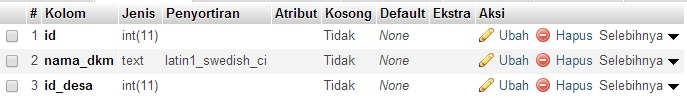 # Kolom Jenis Penyortiran Atribut Kosong Default Ekstra Aksi
1 id int(11) Tidak None Ubah Hapus Selebihnya
2 nama_dkm text latin1_swedish_ci Tidak None Ubah Hapus Selebihnya
3 id_desa int(11) Tidak None Ubah Hapus Selebihnya